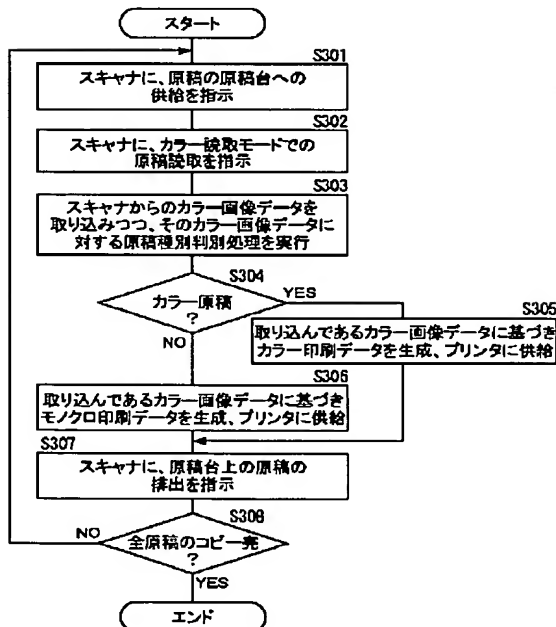 スタート
S301
スキャナに、原稿の原稿台への
供給を指示
S302
スキャナに、カラー読取モードでの
原稿読取を指示
S303
スキャナからのカラー画像データを
取り込みつつ、そのカラー画像データに
対する原稿種別判別処理を実行
S304
カラー原稿
?
YES
NO
S305
取り込んであるカラー画像データに基づき
カラー印刷データを生成、プリンタに供給
S306
取り込んであるカラー画像データに基づき
モノクロ印刷データを生成、プリンタに供給
S307
スキャナに、原稿台上の原稿の
排出を指示
S308
NO
全原稿のコピー完
?
YES
エンド